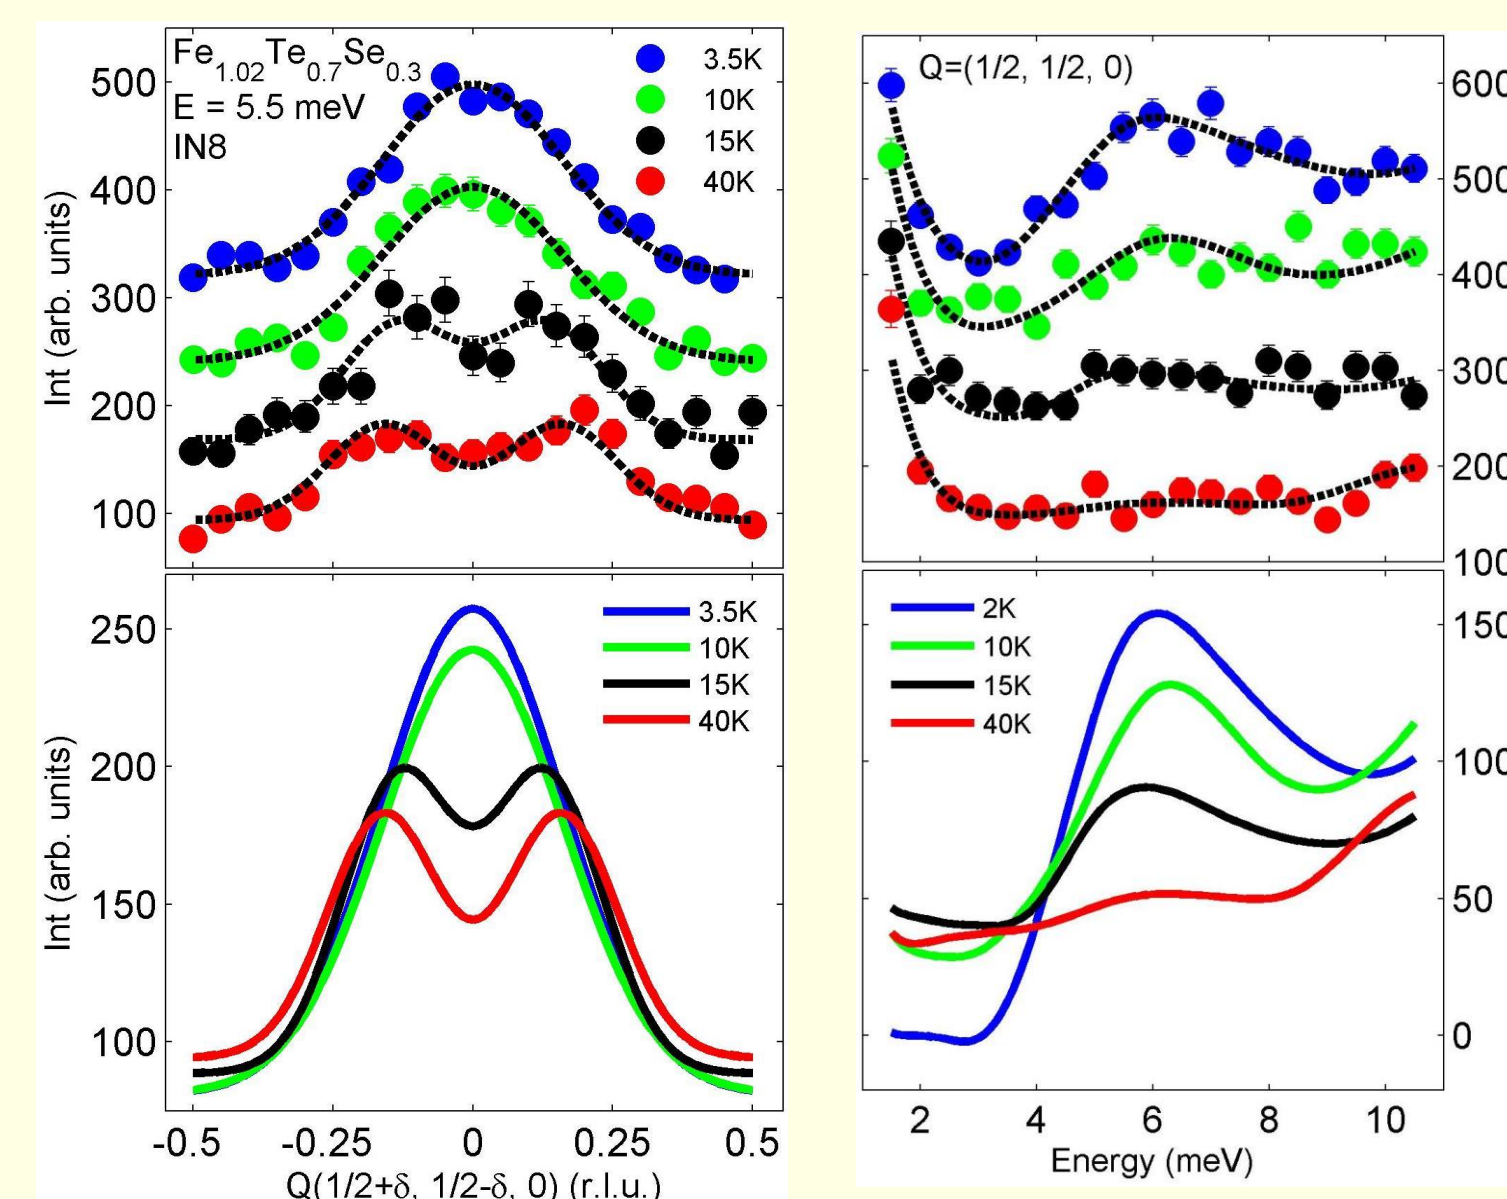 Fe1.02Te0.7Se0.3
E = 5.5 meV
IN8
3.5K
10K
15K
40K
500
400
300
200
100
Int (arb. units)
3.5K
10K
15K
40K
250
200
150
100
Int (arb. units)
-0.5 -0.25 0 0.25 0.5
Q(1/2+δ, 1/2-δ, 0) (r.l.u.)
Q=(1/2, 1/2, 0)
600
500
400
300
200
100
2K
10K
15K
40K
150
100
50
0
2 4 6 8 10
Energy (meV)